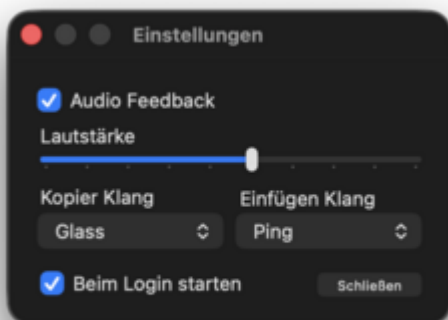 Einstellungen
Audio Feedback
Lautstärke
Kopier Klang Einfügen Klang
Glass Ping
Beim Login starten Schließen